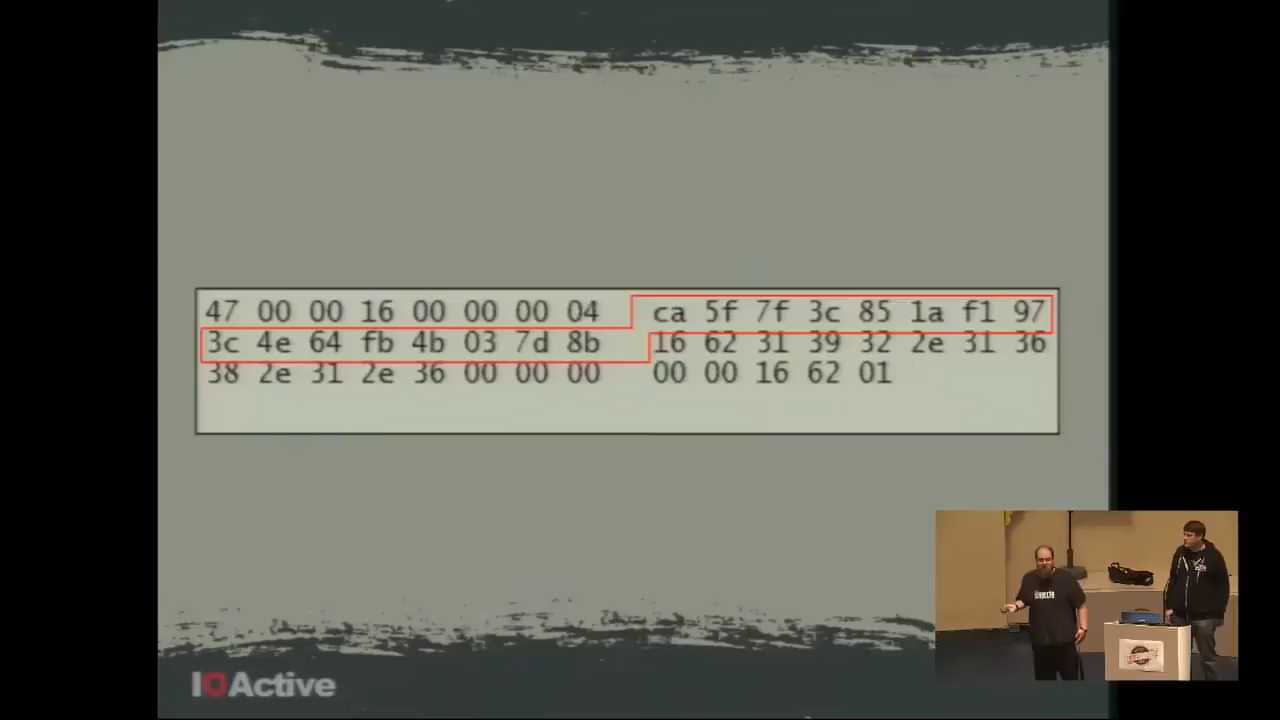 47 00 00 16 00 00 00 04 ca 5f 7f 3c 85 1a f1 97
3c 4e 64 fb 4b 03 7d 8b 16 62 31 39 32 2e 31 36
38 2e 31 2e 36 00 00 00 00 00 16 62 01
IOActive